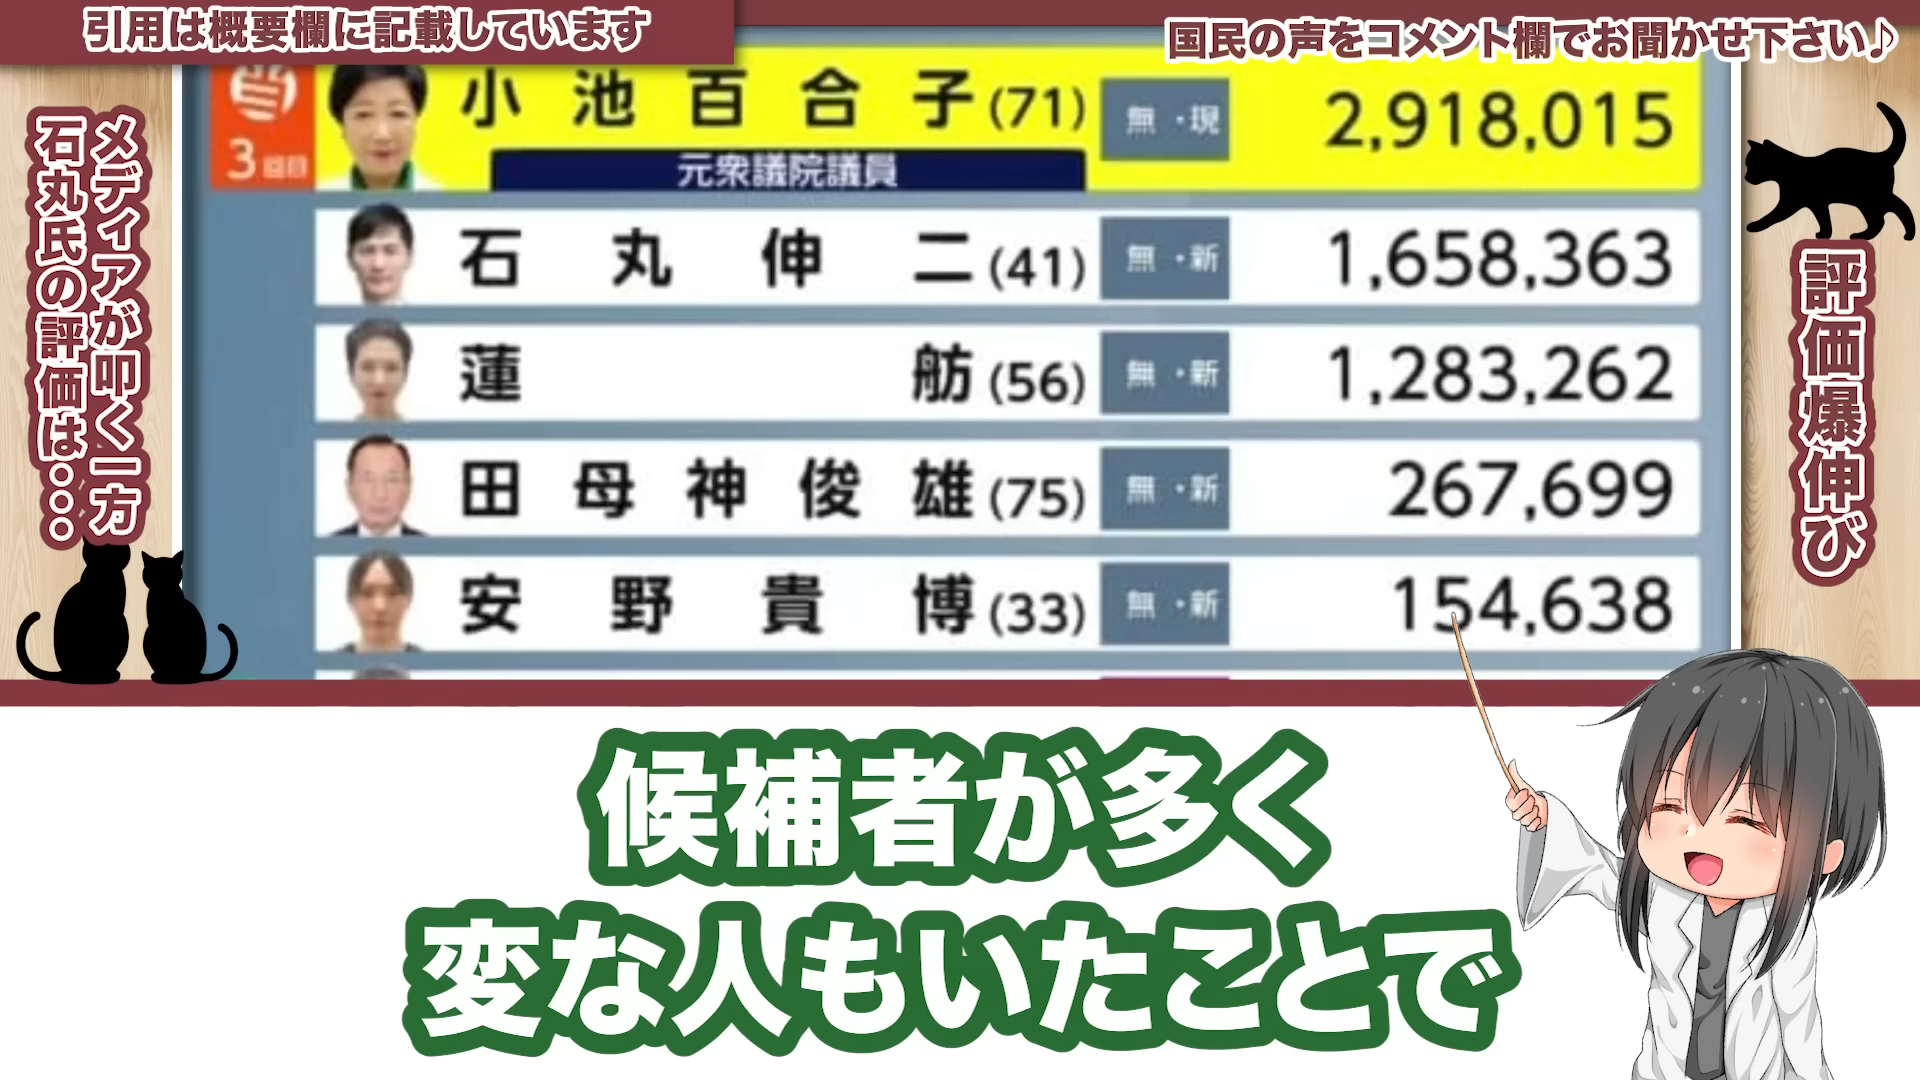 引用は概要欄に記載しています
国民の声をコメント欄でお聞かせ下さい♪
メディアが叩く一方
石丸氏の評価は…
評価爆伸び
当
3回目
小池百合子(71) 無・現 2,918,015
元衆議院議員
石丸伸二(41) 無・新 1,658,363
蓮舫(56) 無・新 1,283,262
田母神俊雄(75) 無・新 267,699
安野貴博(33) 無・新 154,638
候補者が多く
変な人もいたことで